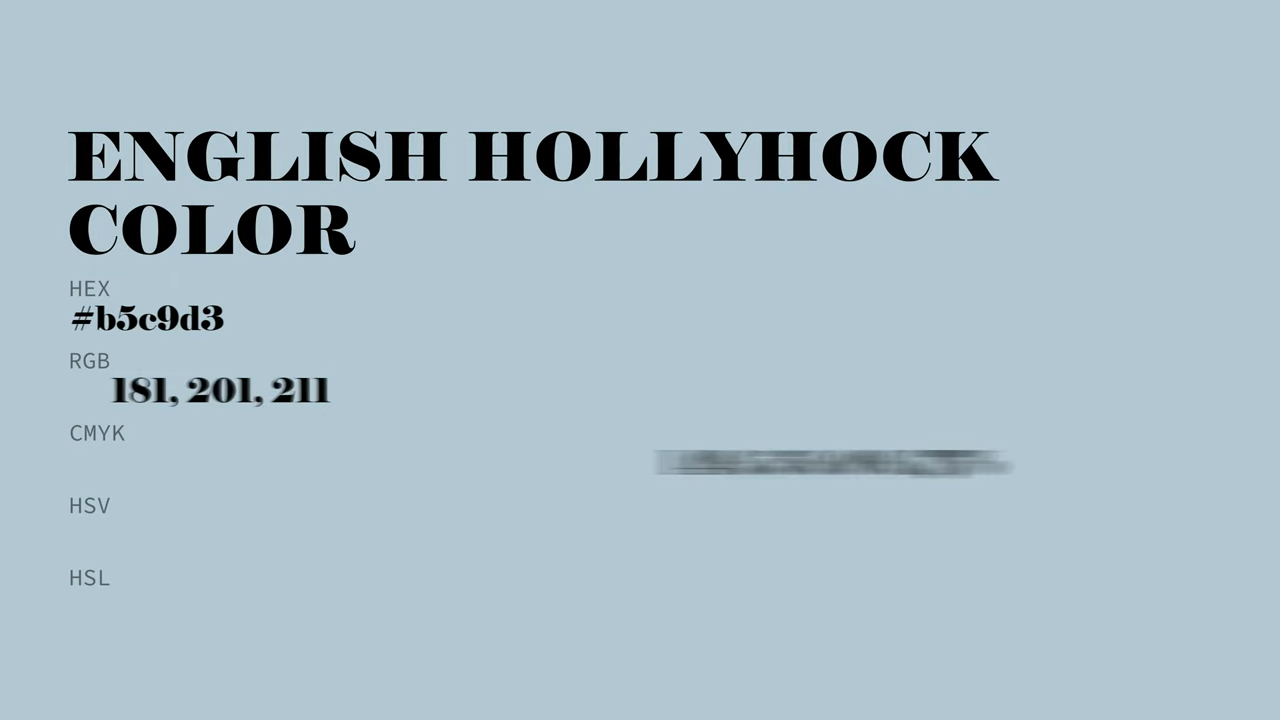 ENGLISH HOLLYHOCK
COLOR
HEX
#b5c9d3
RGB
181, 201, 211
CMYK
HSV
HSL